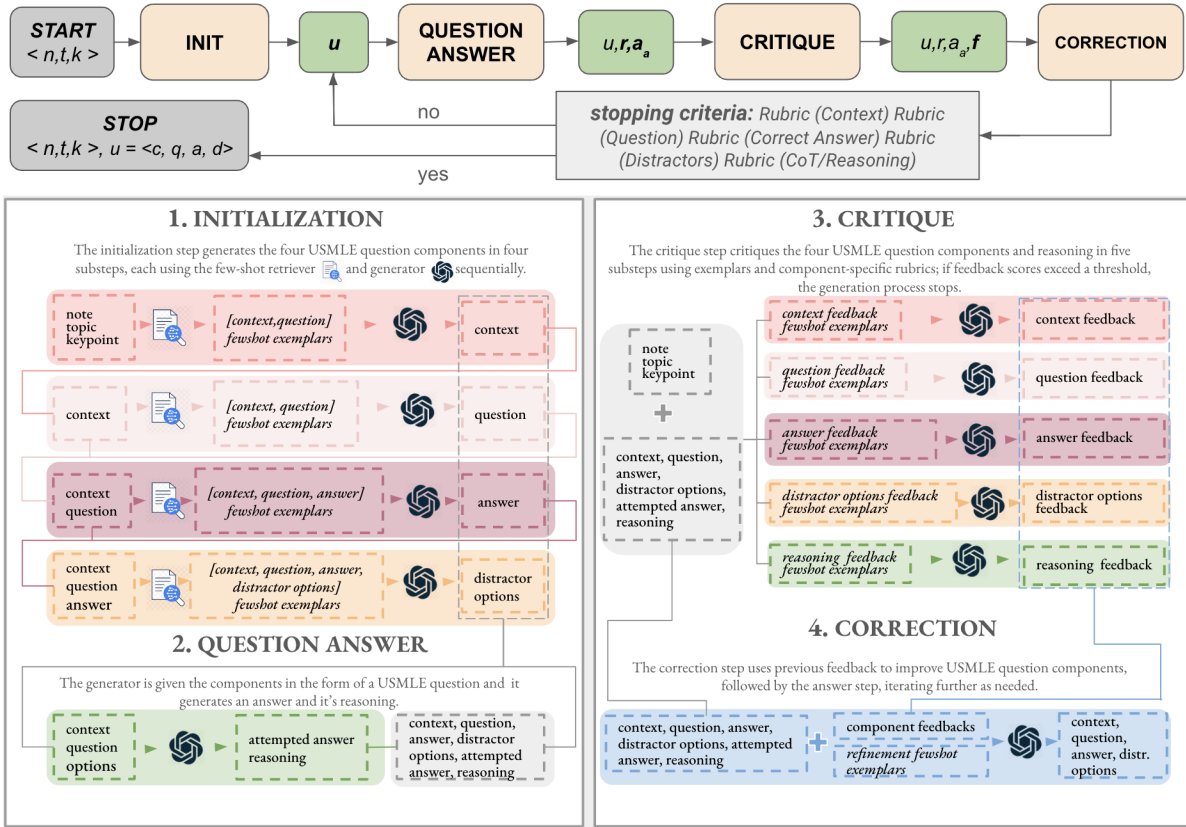 START
< n,t,k >
INIT
u
QUESTION
ANSWER
u,r,aₐ
CRITIQUE
u,r,aₐ,f
CORRECTION
STOP
< n,t,k >, u = <c, q, a, d>
no
yes
stopping criteria: Rubric (Context) Rubric
(Question) Rubric (Correct Answer) Rubric
(Distractors) Rubric (CoT/Reasoning)
1. INITIALIZATION
The initialization step generates the four USMLE question components in four
substeps, each using the few-shot retriever and generator sequentially.
note
topic
keypoint
[context,question]
fewshot exemplars
context
context
[context, question]
fewshot exemplars
question
context
question
[context, question, answer]
fewshot exemplars
answer
context
question
answer
[context, question, answer,
distractor options]
fewshot exemplars
distractor
options
2. QUESTION ANSWER
The generator is given the components in the form of a USMLE question and it
generates an answer and it's reasoning.
context
question
options
attempted answer
reasoning
context, question,
answer, distractor
options, attempted
answer, reasoning
3. CRITIQUE
The critique step critiques the four USMLE question components and reasoning in five
substeps using exemplars and component-specific rubrics; if feedback scores exceed a threshold,
the generation process stops.
note
topic
keypoint
+
context, question,
answer,
distractor options,
attempted answer,
reasoning
context feedback
fewshot exemplars
context feedback
question feedback
fewshot exemplars
question feedback
answer feedback
fewshot exemplars
answer feedback
distractor options feedback
fewshot exemplars
distractor options
feedback
reasoning feedback
fewshot exemplars
reasoning feedback
4. CORRECTION
The correction step uses previous feedback to improve USMLE question components,
followed by the answer step, iterating further as needed.
context, question, answer,
distractor options, attempted
answer, reasoning
+
component feedbacks
refinement fewshot
exemplars
context,
question,
answer, distr.
options